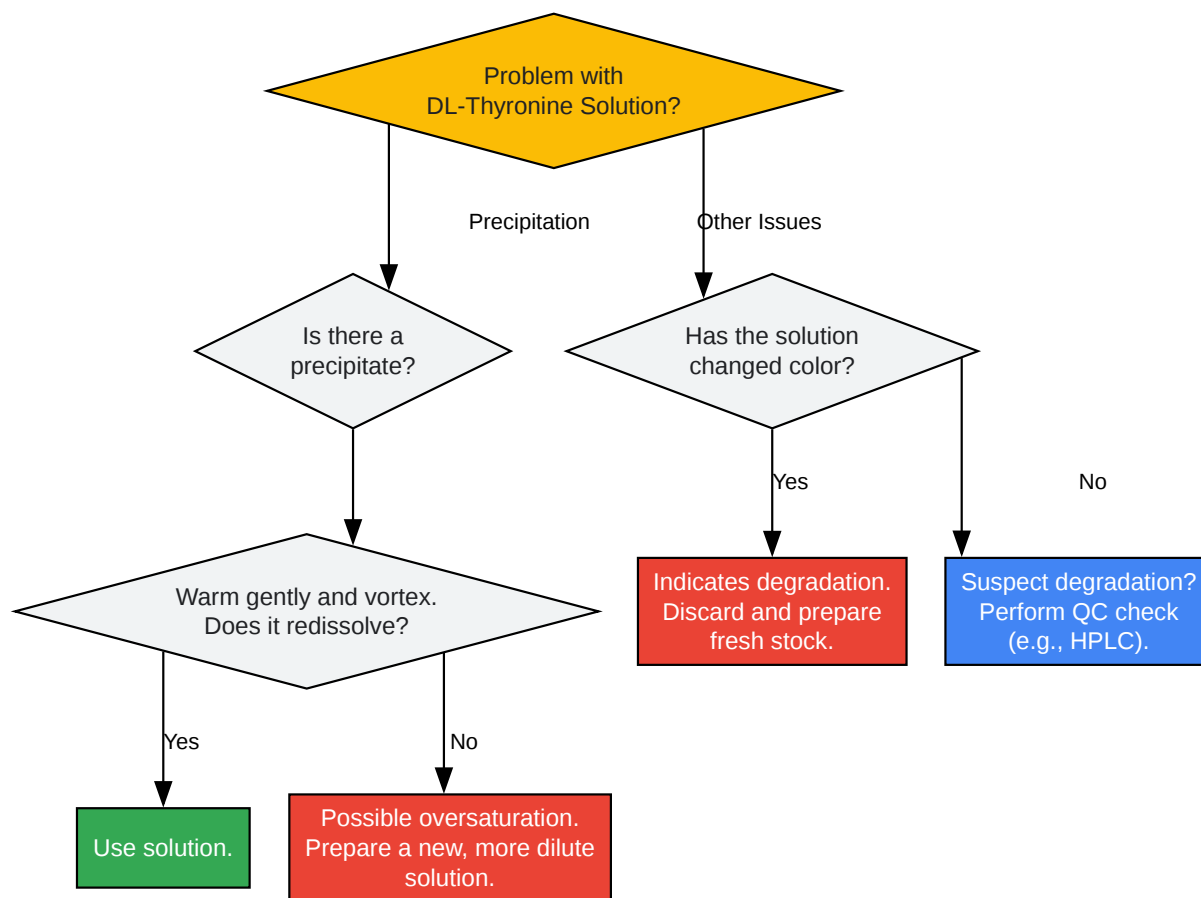 Problem with
DL-Thyronine Solution?
Precipitation
Other Issues
Is there a
precipitate?
Has the solution
changed color?
Yes
No
Warm gently and vortex.
Does it redissolve?
Indicates degradation.
Discard and prepare
fresh stock.
Suspect degradation?
Perform QC check
(e.g., HPLC).
Yes
No
Use solution.
Possible oversaturation.
Prepare a new, more dilute
solution.